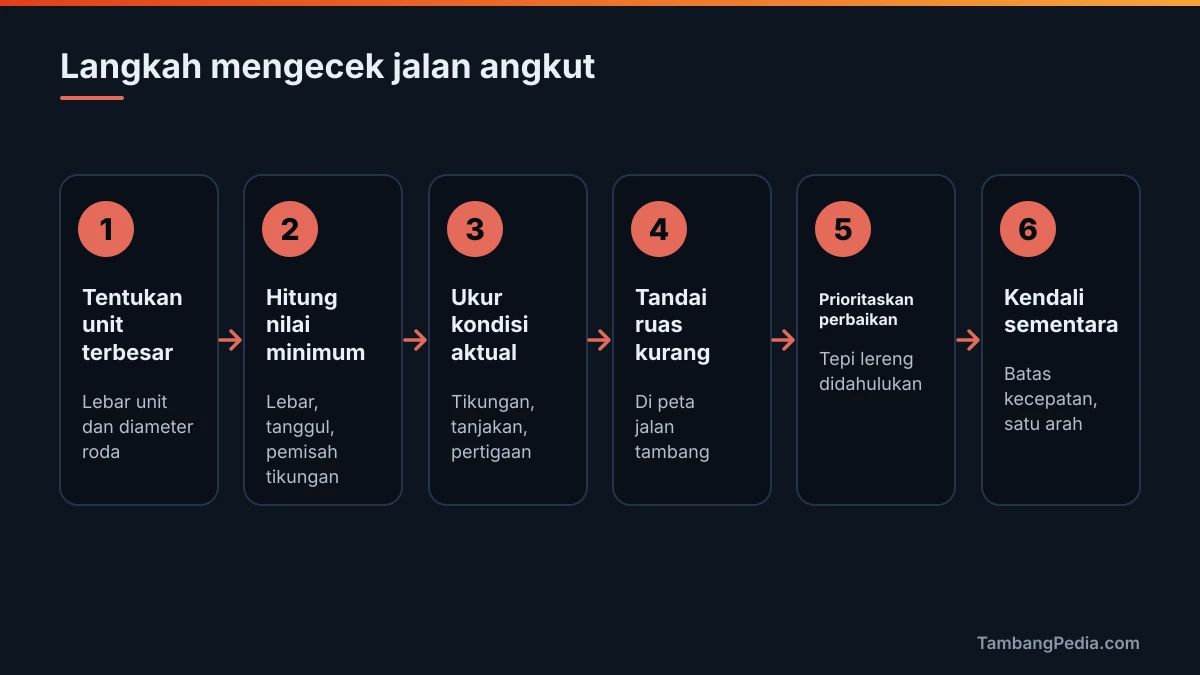 Langkah mengecek jalan angkut
1
Tentukan
unit
terbesar
Lebar unit
dan diameter
roda
2
Hitung
nilai
minimum
Lebar,
tanggul,
pemisah
tikungan
3
Ukur
kondisi
aktual
Tikungan,
tanjakan,
pertigaan
4
Tandai
ruas
kurang
Di peta
jalan
tambang
5
Prioritaskan
perbaikan
Tepi lereng
didahulukan
6
Kendali
sementara
Batas
kecepatan,
satu arah
TambangPedia.com